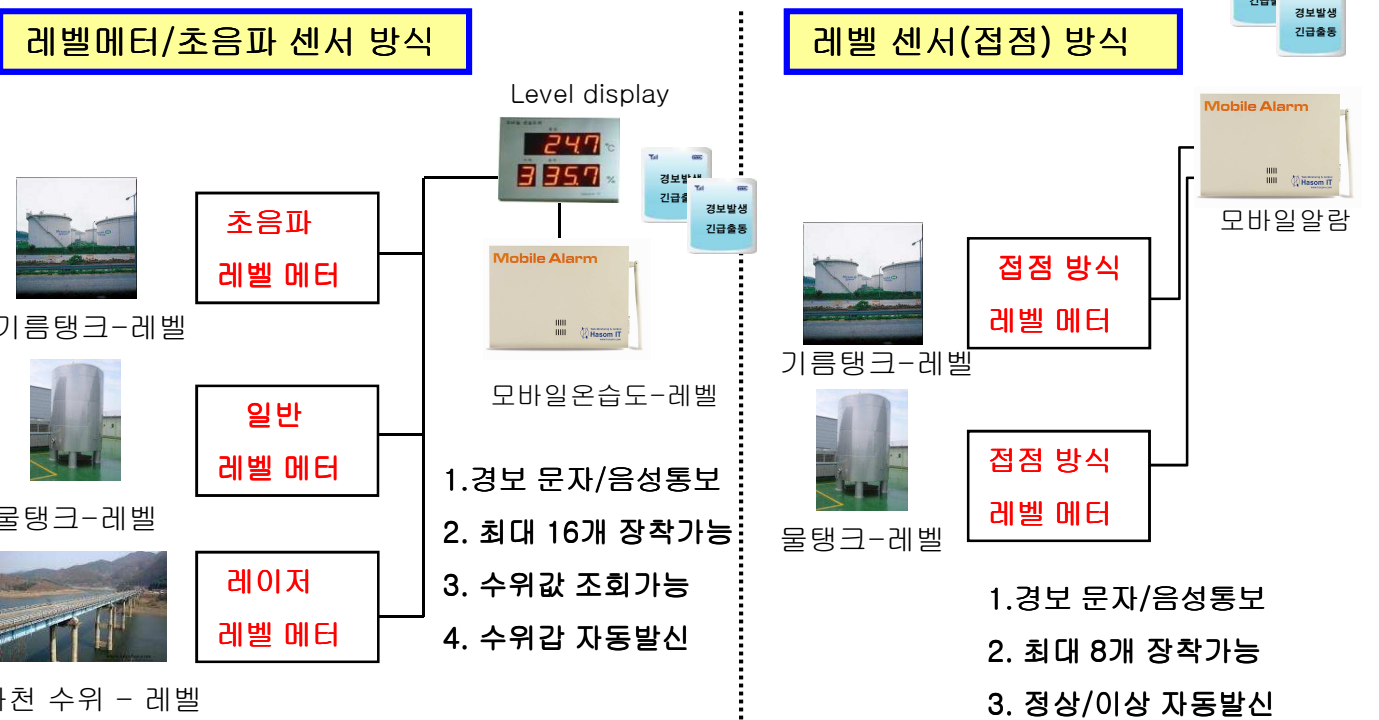 레벨메터/초음파 센서 방식
Level display
24.7 ℃
3 35.7 %
경보발생
긴급출
경보발생
긴급출동
초음파
레벨 메터
기름탱크-레벨
Mobile Alarm
Hasom IT
모바일온습도-레벨
일반
레벨 메터
물탱크-레벨
레이저
레벨 메터
천 수위 - 레벨
1.경보 문자/음성통보
2. 최대 16개 장착가능
3. 수위값 조회가능
4. 수위갑 자동발신
레벨 센서(접점) 방식
경보발생
긴급출동
Mobile Alarm
Hasom IT
모바일알람
접점 방식
레벨 메터
기름탱크-레벨
접점 방식
레벨 메터
물탱크-레벨
1.경보 문자/음성통보
2. 최대 8개 장착가능
3. 정상/이상 자동발신